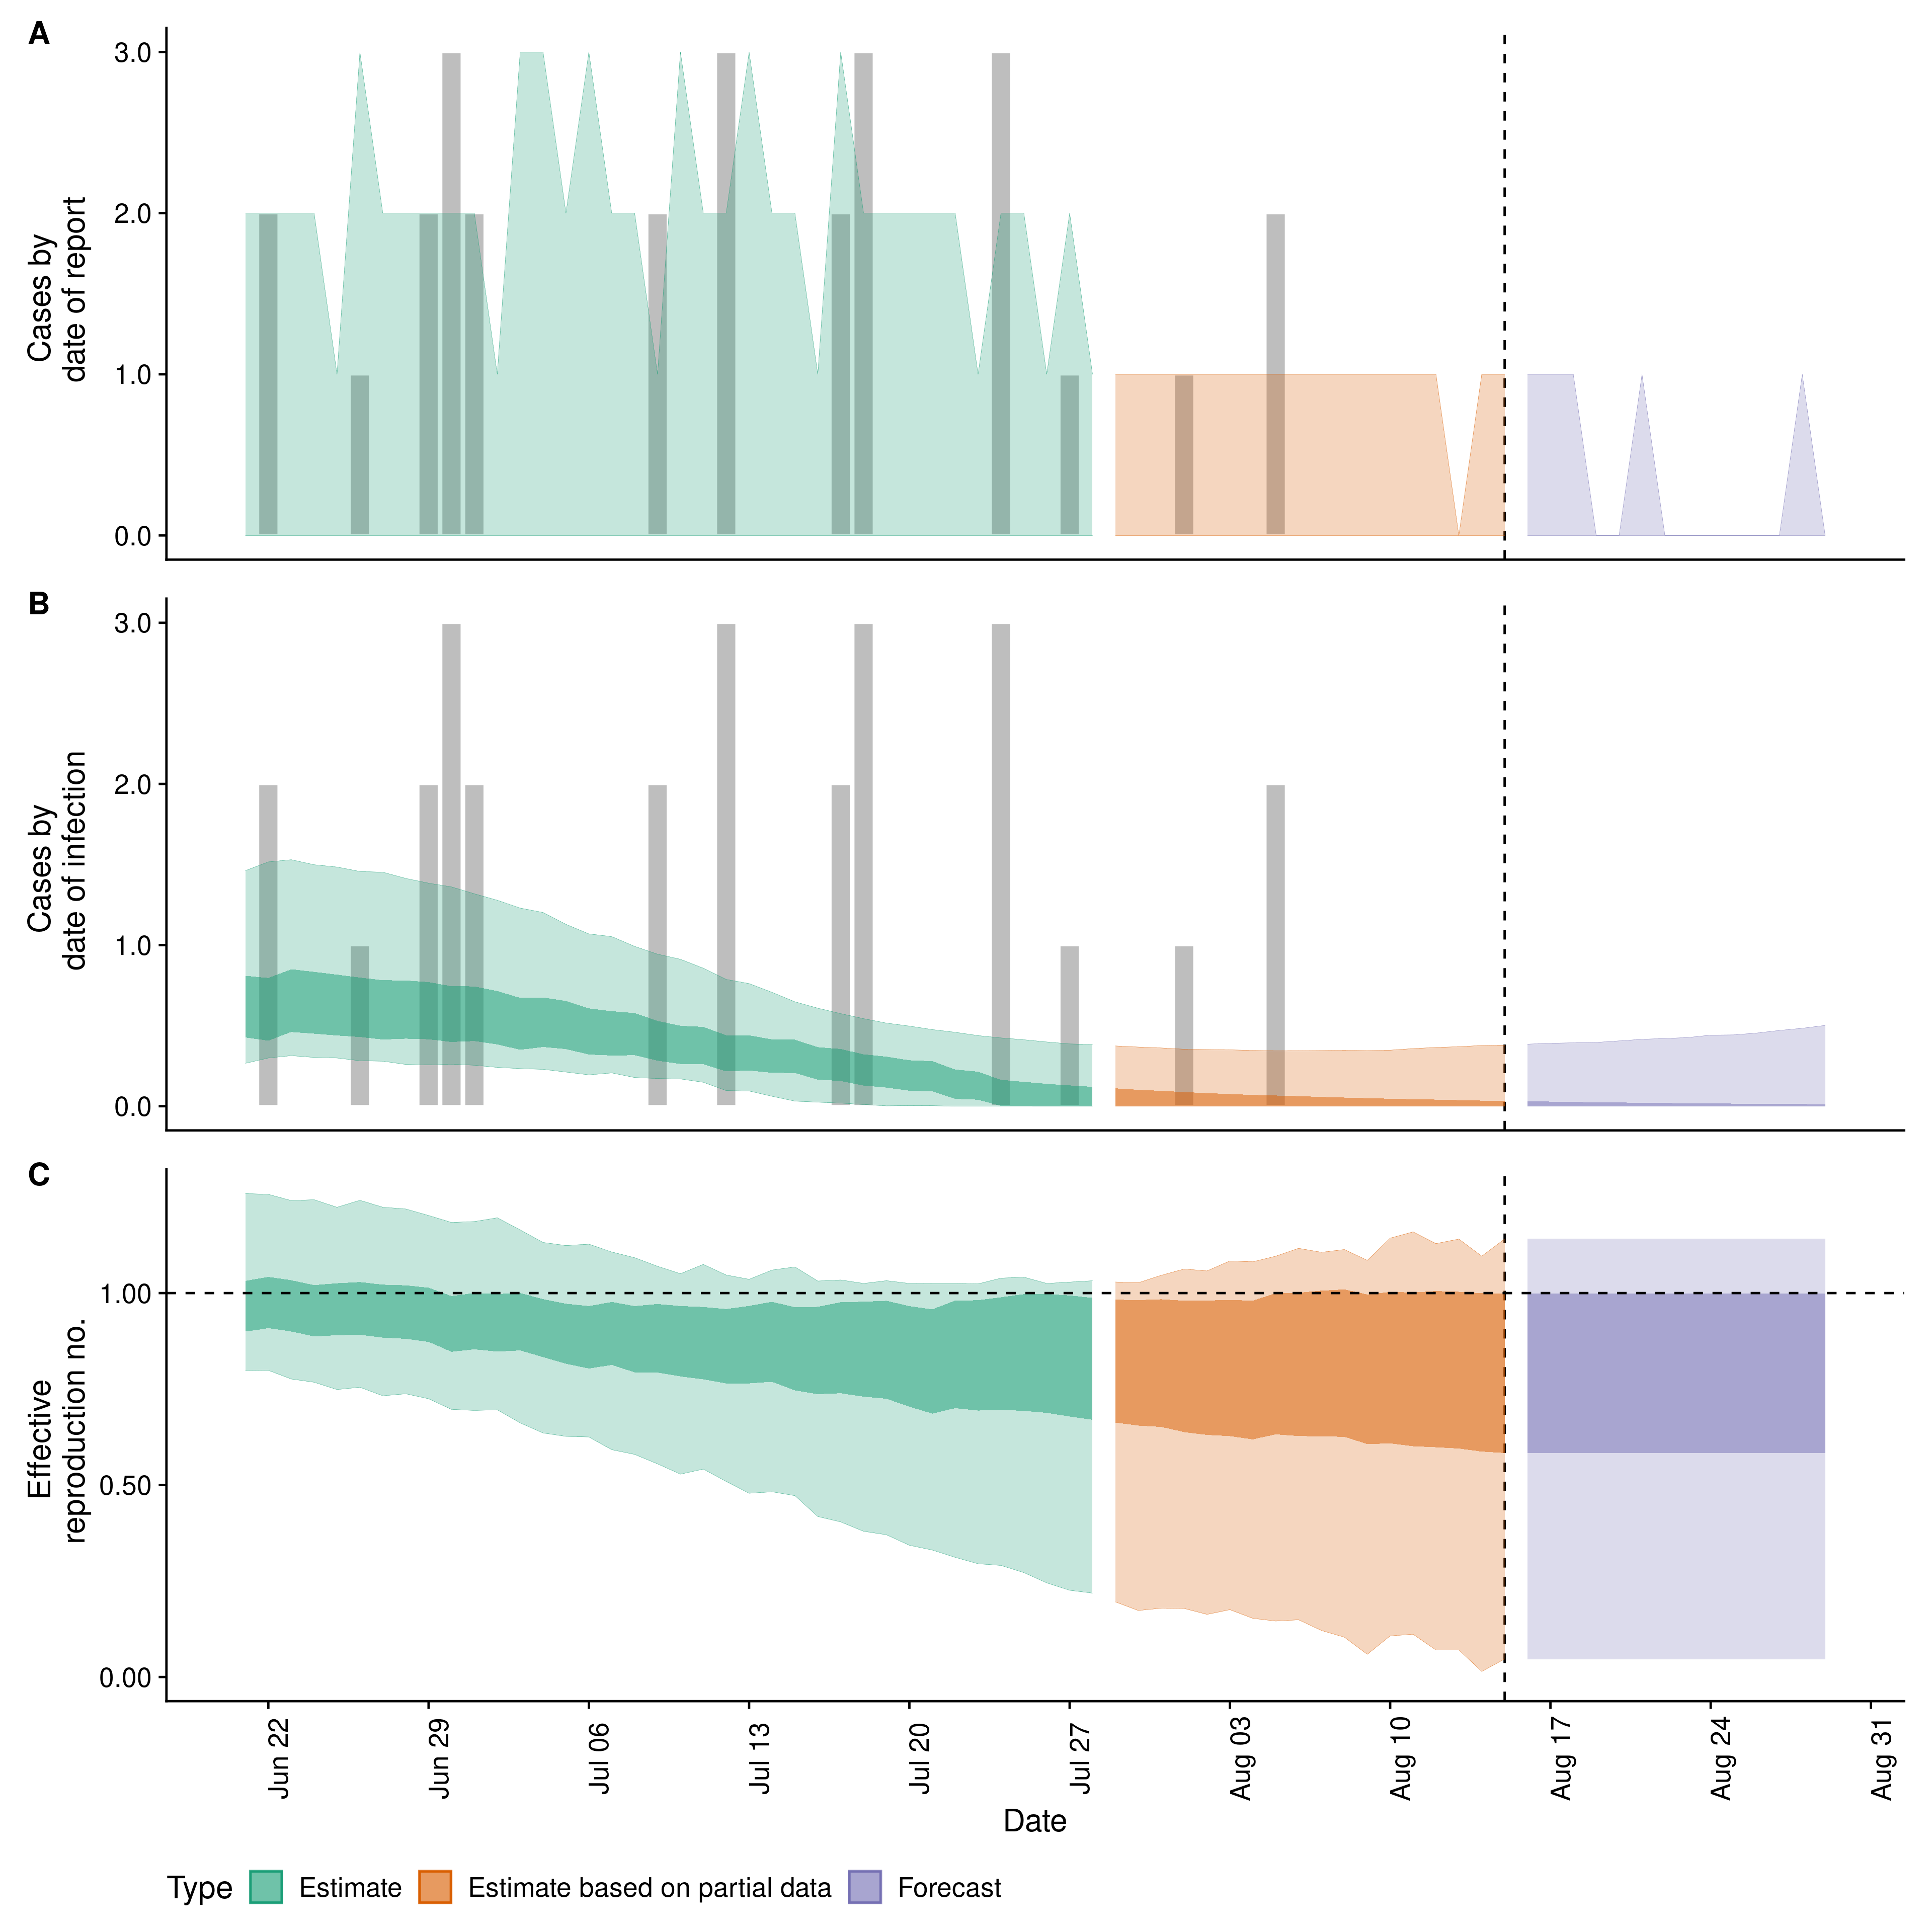 A
3.0
2.0
1.0
0.0
Cases by
date of report
B
3.0
2.0
1.0
0.0
Cases by
date of infection
C
1.00
0.50
0.00
Effective
reproduction no.
Jun 22
Jun 29
Jul 06
Jul 13
Jul 20
Jul 27
Aug 03
Aug 10
Aug 17
Aug 24
Aug 31
Date
Type Estimate Estimate based on partial data Forecast